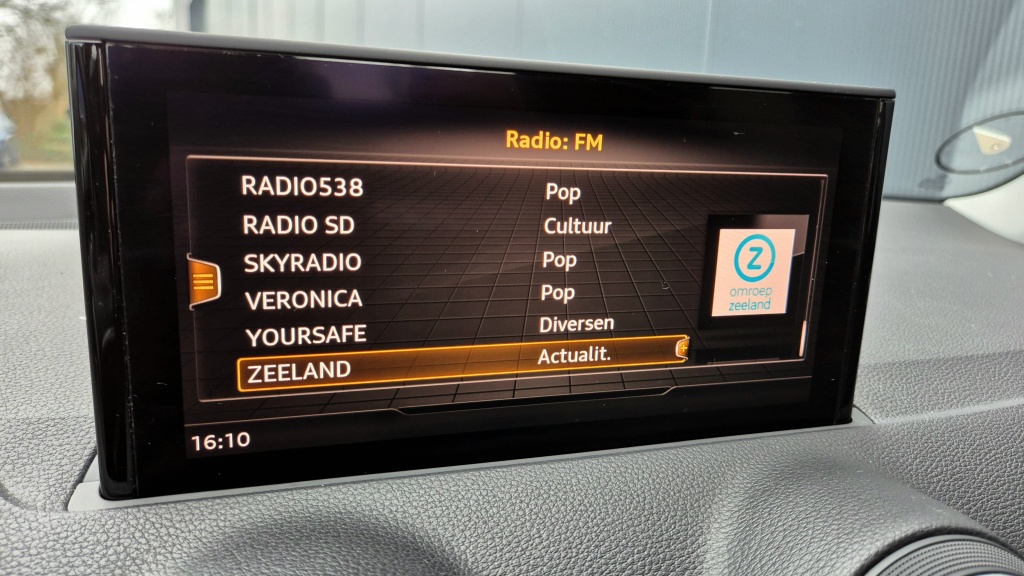 Radio: FM
RADIO538 Pop
RADIO SD Cultuur
SKYRADIO Pop
VERONICA Pop
YOURSAFE Diversen
ZEELAND Actualit.
Z
omroep
zeeland
16:10